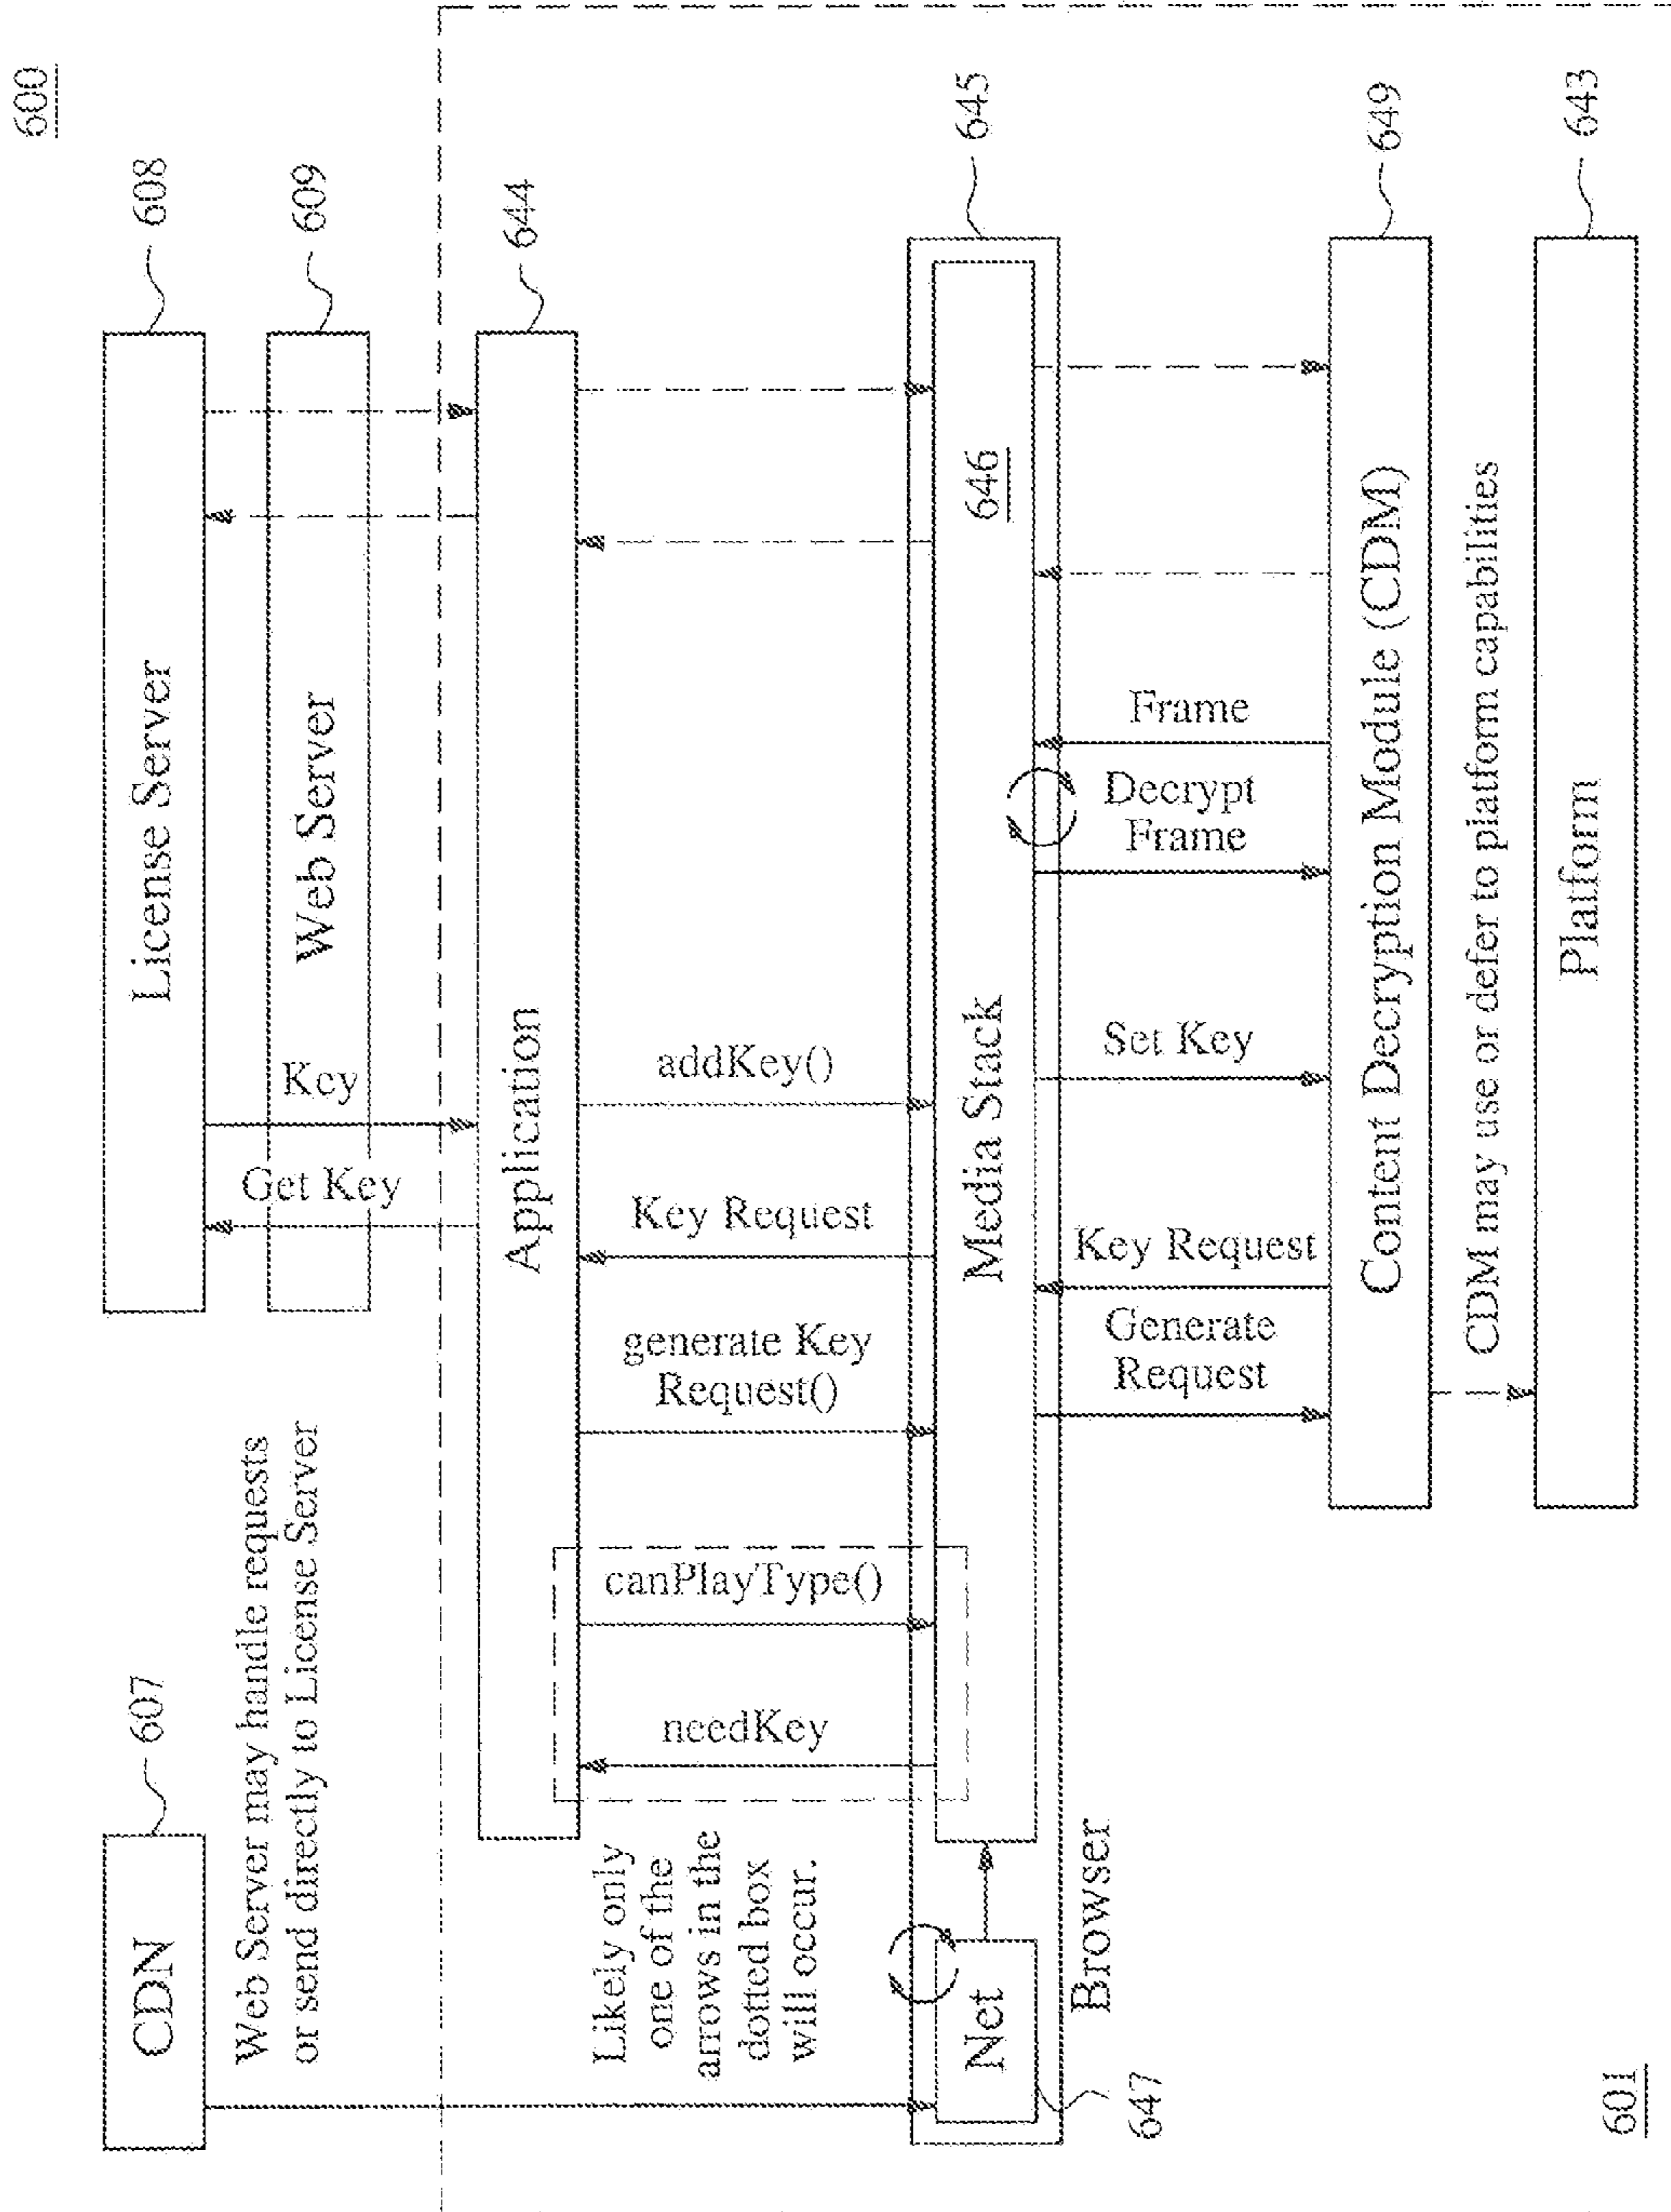 600
CDN
607
License Server
608
Web Server may handle requests
or send directly to License Server
Web Server
609
Get Key
Key
Application
644
Likely only
one of the
arrows in the
dotted box
will occur.
needKey
canPlayType()
generate Key
Request()
Key Request
addKey()
Net
647
Media Stack
646
645
Browser
Generate
Request
Key Request
Set Key
Decrypt
Frame
Frame
Content Decryption Module (CDM)
649
CDM may use or defer to platform capabilities
Platform
643
601